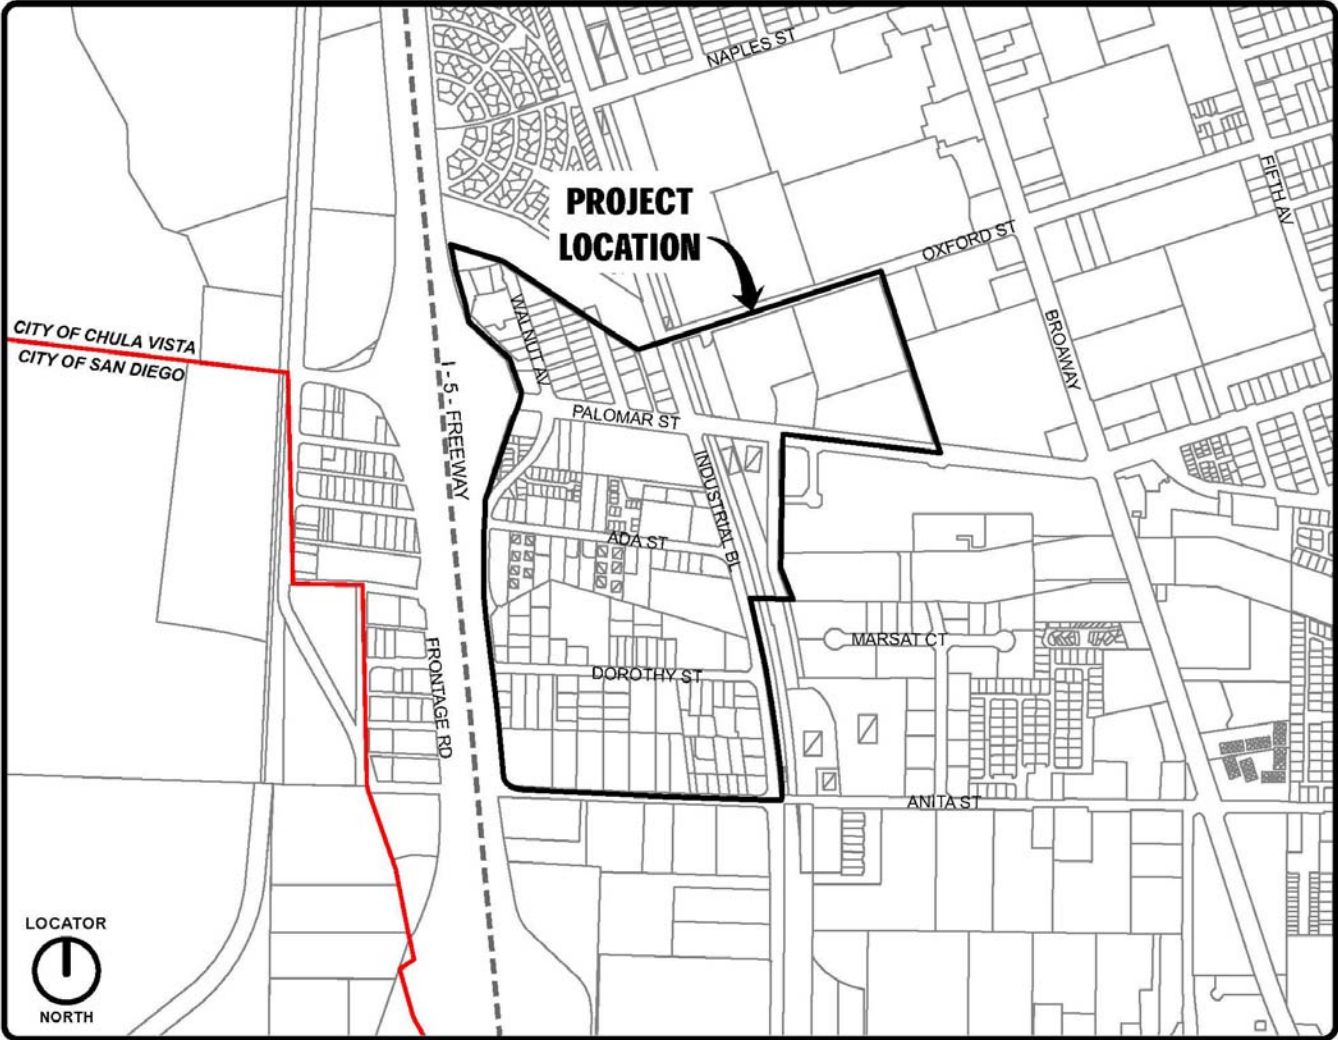 NAPLES ST
FIFTH AV
PROJECT
LOCATION
OXFORD ST
WALNUT AV
BROAWAY
CITY OF CHULA VISTA
CITY OF SAN DIEGO
I - 5 - FREEWAY
PALOMAR ST
INDUSTRIAL BL
ADA ST
MARSAT CT
FRONTAGE RD
DOROTHY ST
ANITA ST
LOCATOR
NORTH